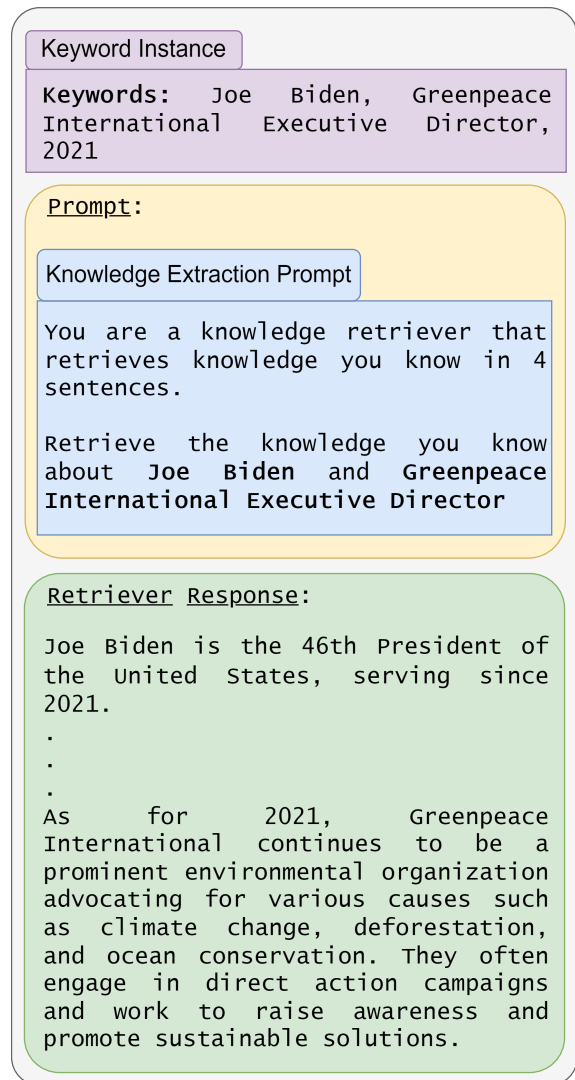 Keyword Instance
Keywords: Joe Biden, Greenpeace
International Executive Director,
2021
Prompt:
Knowledge Extraction Prompt
You are a knowledge retriever that
retrieves knowledge you know in 4
sentences.
Retrieve the knowledge you know
about Joe Biden and Greenpeace
International Executive Director
Retriever Response:
Joe Biden is the 46th President of
the United States, serving since
2021.
.
.
.
As for 2021, Greenpeace
International continues to be a
prominent environmental organization
advocating for various causes such
as climate change, deforestation,
and ocean conservation. They often
engage in direct action campaigns
and work to raise awareness and
promote sustainable solutions.